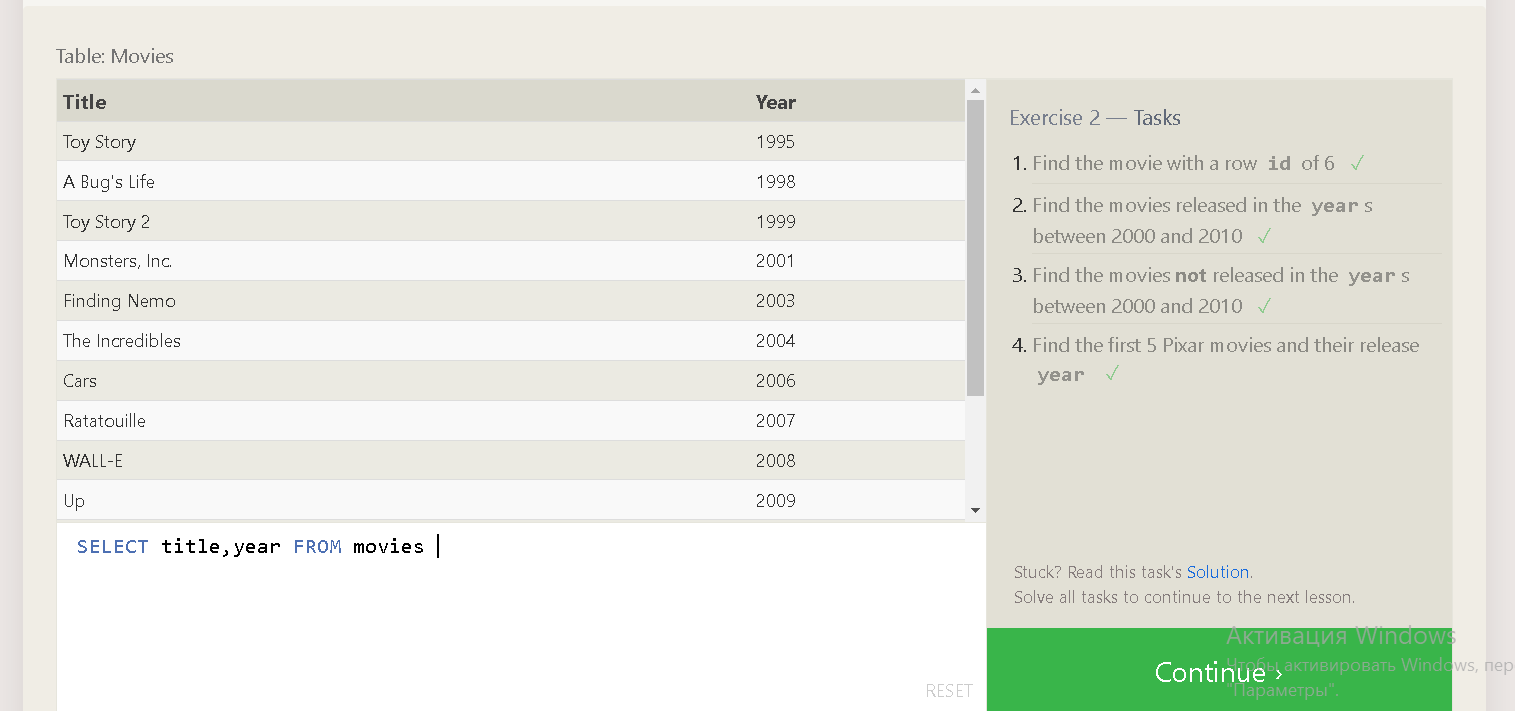 Table: Movies
Title Year
Toy Story 1995
A Bug's Life 1998
Toy Story 2 1999
Monsters, Inc. 2001
Finding Nemo 2003
The Incredibles 2004
Cars 2006
Ratatouille 2007
WALL-E 2008
Up 2009
SELECT title,year FROM movies
RESET
Exercise 2 — Tasks
1. Find the movie with a row id of 6 ✓
2. Find the movies released in the year s
between 2000 and 2010 ✓
3. Find the movies not released in the year s
between 2000 and 2010 ✓
4. Find the first 5 Pixar movies and their release
year ✓
Stuck? Read this task's Solution.
Solve all tasks to continue to the next lesson.
Continue ›
Активация Windows
Чтобы активировать Windows, пер
"Параметры".